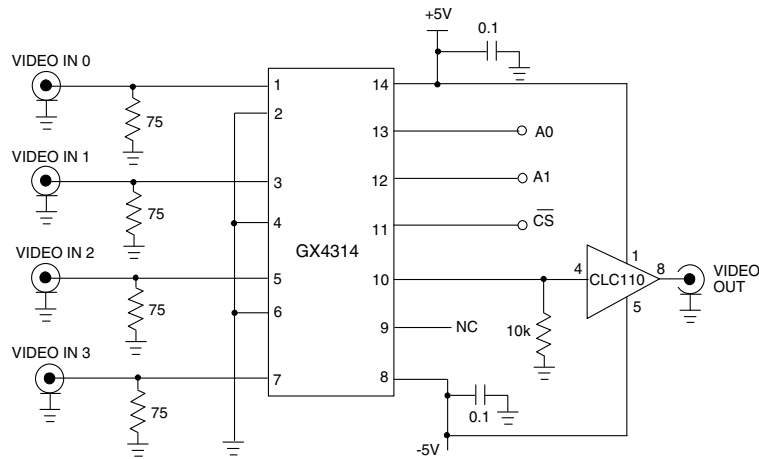 +5V
0.1
VIDEO IN 0
75
VIDEO IN 1
75
VIDEO IN 2
75
VIDEO IN 3
75
1
2
3
4
5
6
7
GX4314
14
13
12
11
10
9
8
A0
A1
CS
NC
10k
0.1
-5V
4
CLC110
1
8
5
VIDEO
OUT